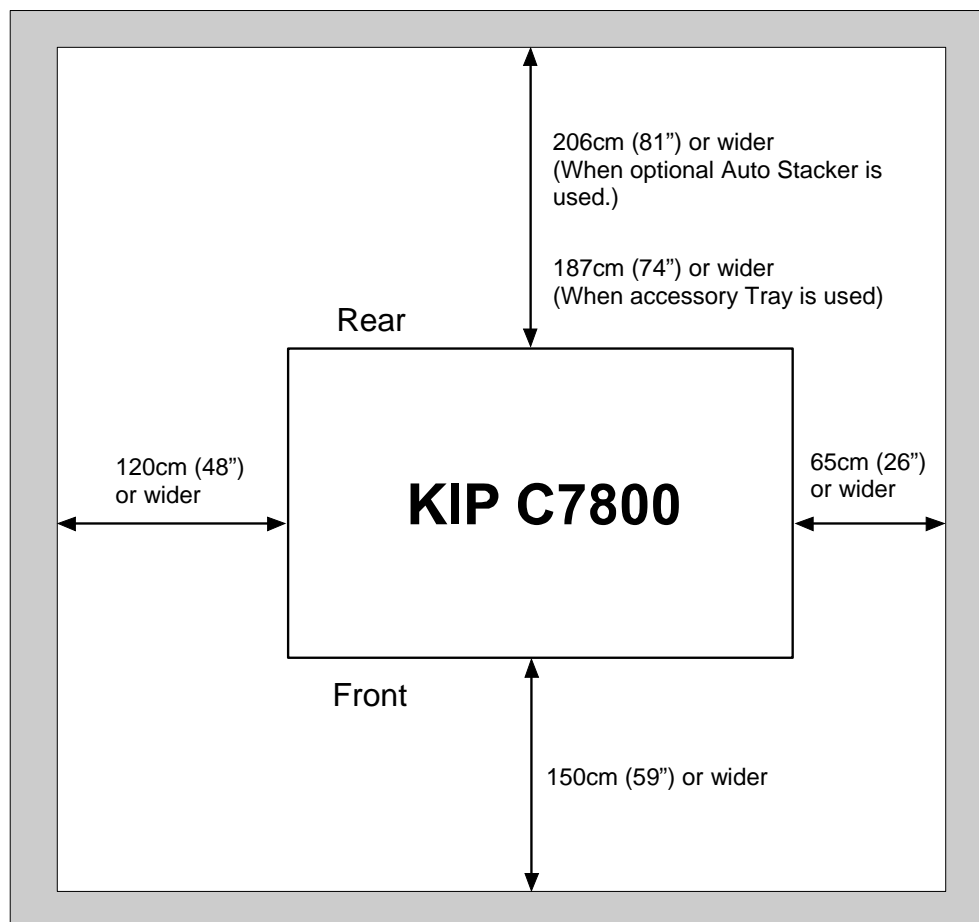 206cm (81”) or wider
(When optional Auto Stacker is
used.)
187cm (74”) or wider
(When accessory Tray is used)
Rear
120cm (48”)
or wider
KIP C7800
65cm (26”)
or wider
Front
150cm (59”) or wider